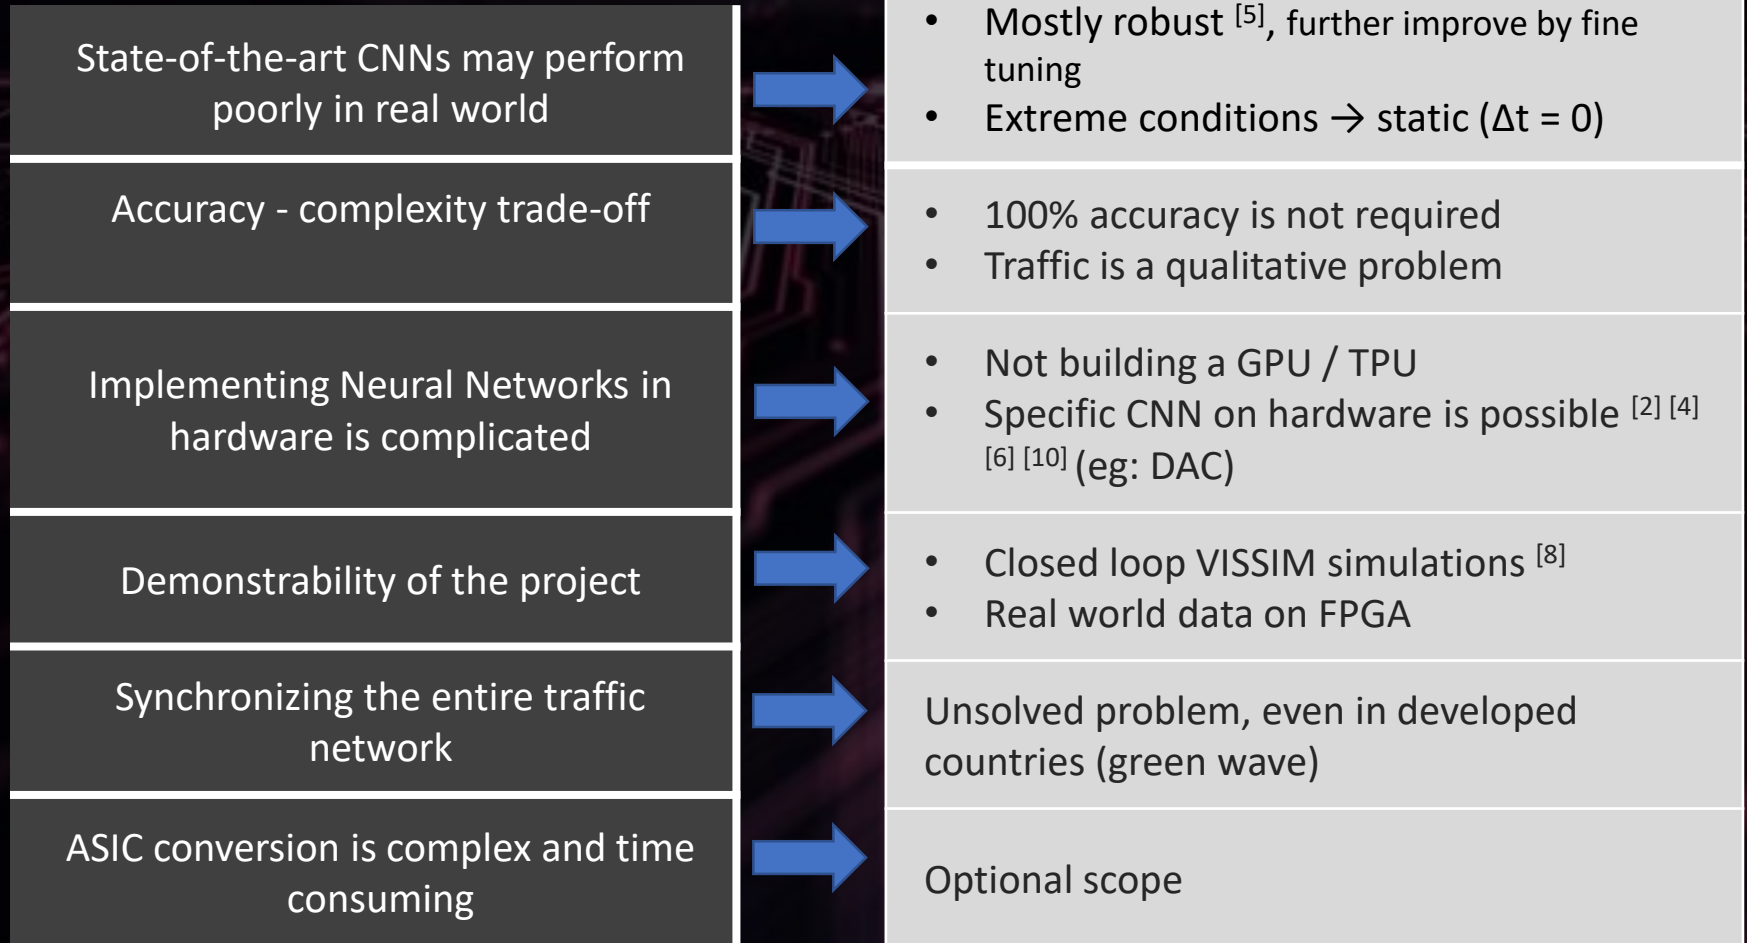 State-of-the-art CNNs may perform
poorly in real world
• Mostly robust [5], further improve by fine
tuning
• Extreme conditions → static (Δt = 0)
Accuracy - complexity trade-off
• 100% accuracy is not required
• Traffic is a qualitative problem
Implementing Neural Networks in
hardware is complicated
• Not building a GPU / TPU
• Specific CNN on hardware is possible [2] [4]
[6] [10] (eg: DAC)
Demonstrability of the project
• Closed loop VISSIM simulations [8]
• Real world data on FPGA
Synchronizing the entire traffic
network
Unsolved problem, even in developed
countries (green wave)
ASIC conversion is complex and time
consuming
Optional scope